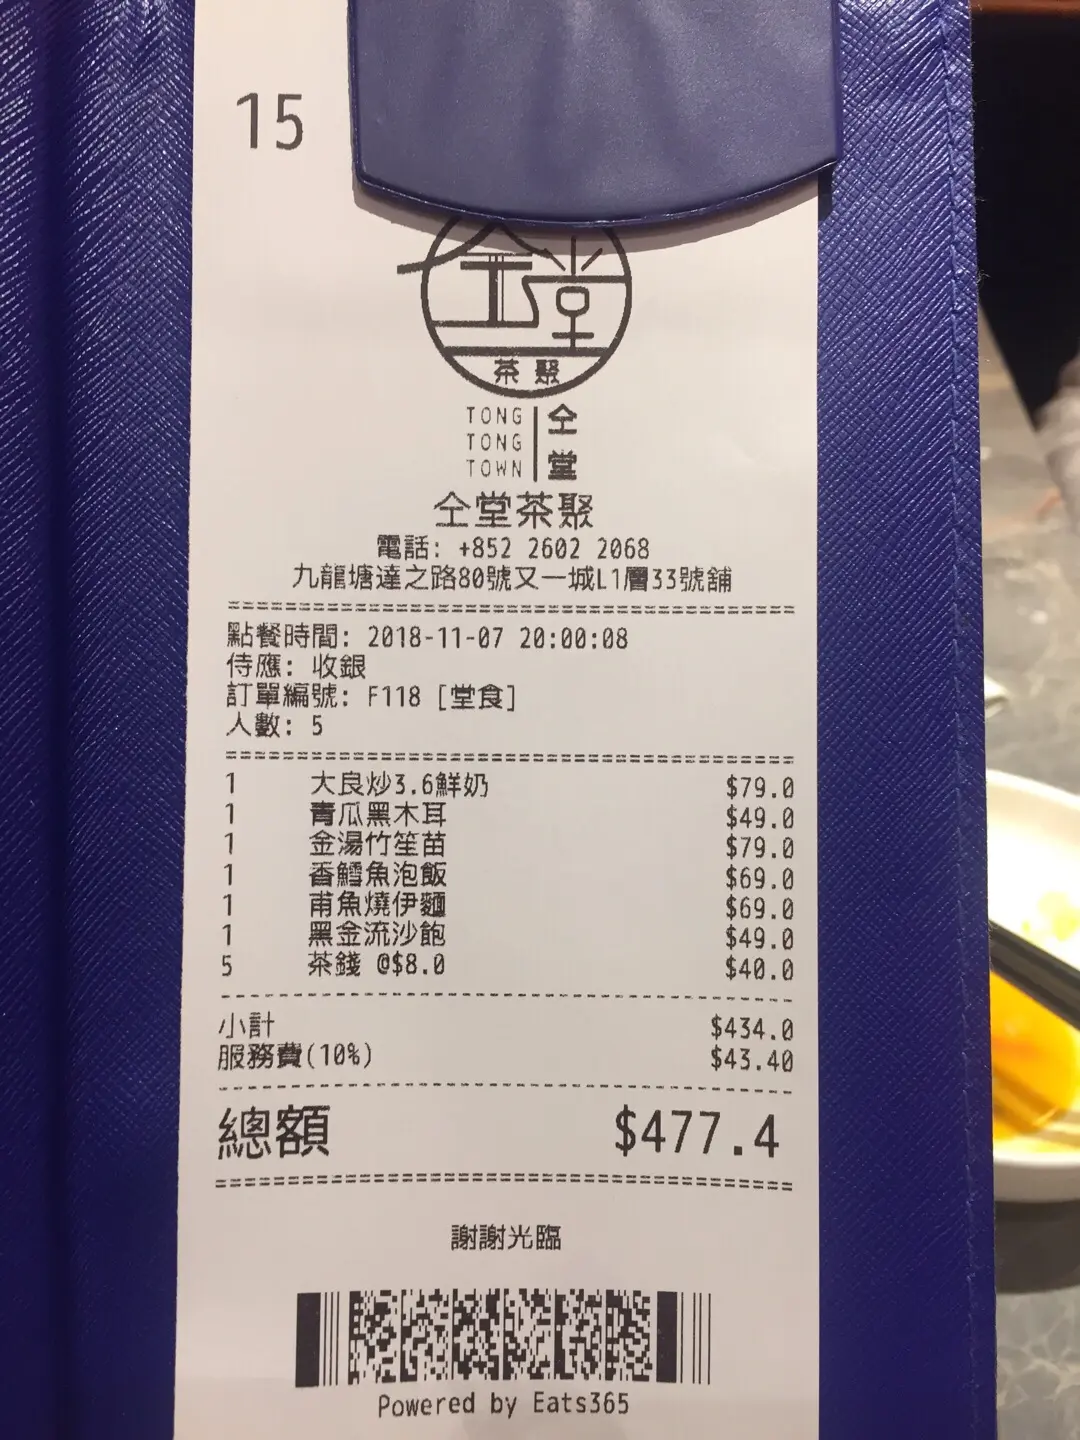 15
仝堂
茶聚
TONG
TONG
TOWN
仝
堂
仝堂茶聚
電話: +852 2602 2068
九龍塘達之路80號又一城L1層33號舖
點餐時間: 2018-11-07 20:00:08
侍應: 收銀
訂單編號: F118 [堂食]
人數: 5
1 大良炒3.6鮮奶 $79.0
1 青瓜黑木耳 $49.0
1 金湯竹笙苗 $79.0
1 香鱈魚泡飯 $69.0
1 甫魚燒伊麵 $69.0
1 黑金流沙飽 $49.0
5 茶錢 @$8.0 $40.0
小計 $434.0
服務費(10%) $43.40
總額 $477.4
謝謝光臨
Powered by Eats365